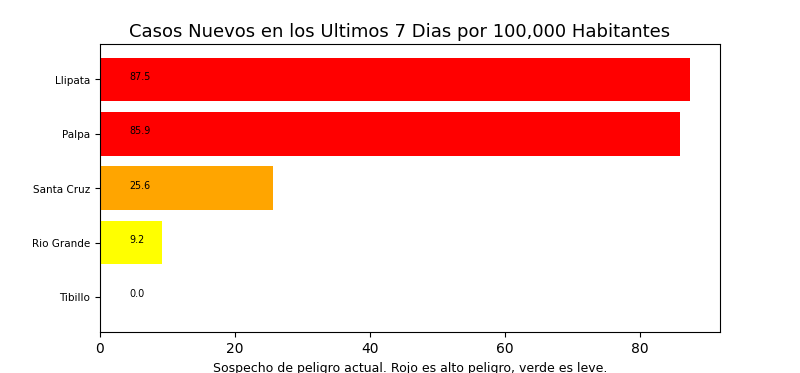 Casos Nuevos en los Ultimos 7 Dias por 100,000 Habitantes
Llipata 87.5
Palpa 85.9
Santa Cruz 25.6
Rio Grande 9.2
Tibillo 0.0
0 20 40 60 80
Sospecho de peligro actual. Rojo es alto peligro, verde es leve.